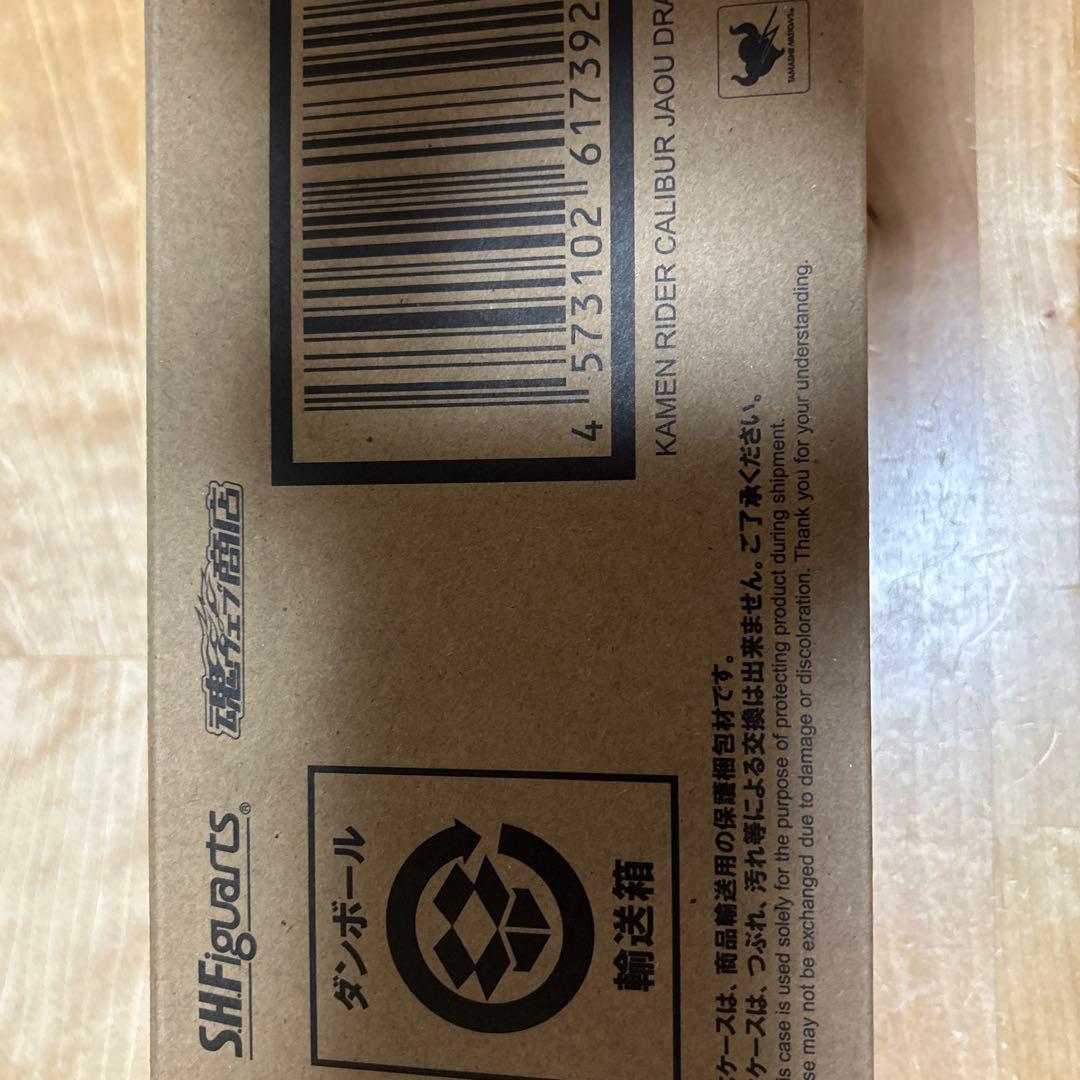 S.H.Figuarts®
魂ウェブ商店
ダンボール
輸送箱
4 573102 617392
KAMEN RIDER CALIBUR JAOU
TAMASHII NATIONS
ケースは、商品輸送用の保護梱包材です。
ケースは、つぶれ、汚れ等による交換は出来ません。ご了承ください。
case is used solely for the purpose of protecting product during shipment.
may not be exchanged due to damage or discoloration. Thank you for your understanding.